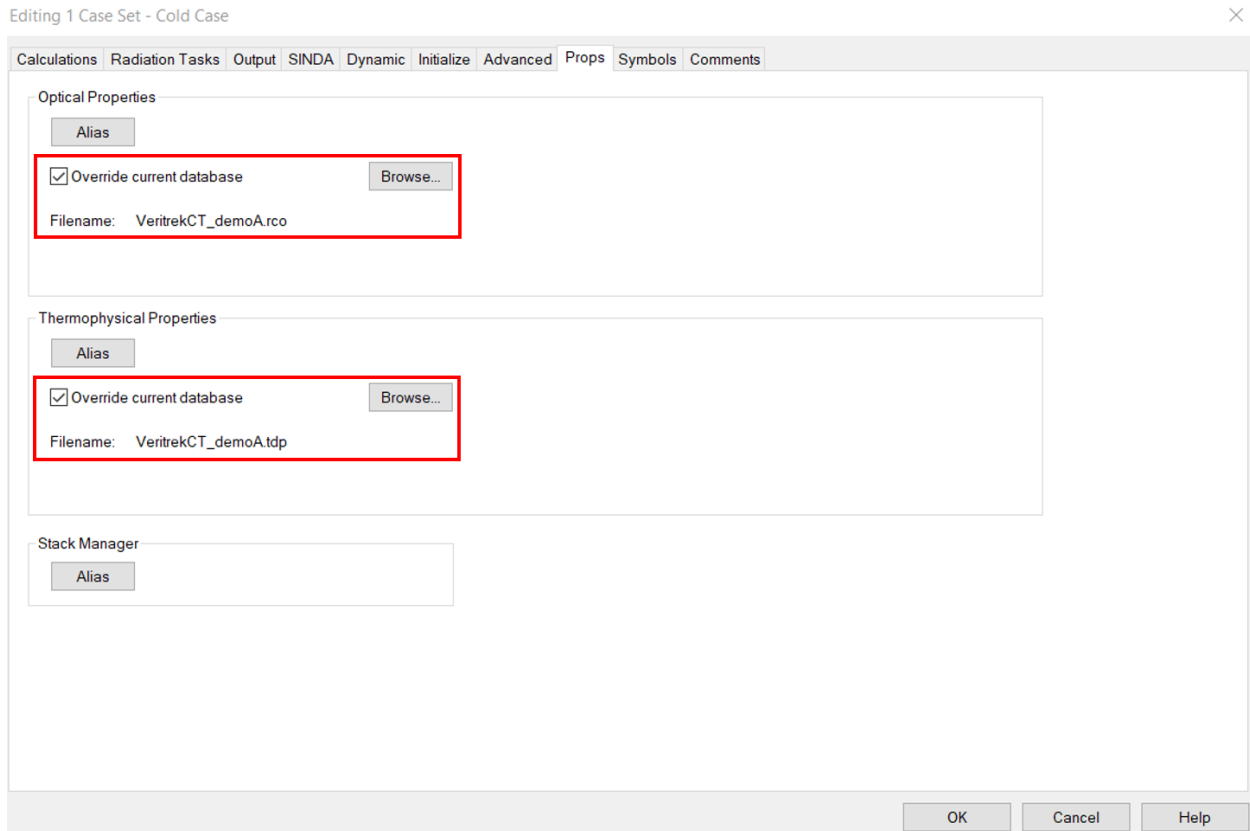 Editing 1 Case Set - Cold Case
Calculations Radiation Tasks Output SINDA Dynamic Initialize Advanced Props Symbols Comments
Optical Properties
Alias
Override current database Browse...
Filename: VeritrekCT_demoA.rco
Thermophysical Properties
Alias
Override current database Browse...
Filename: VeritrekCT_demoA.tdp
Stack Manager
Alias
OK Cancel Help